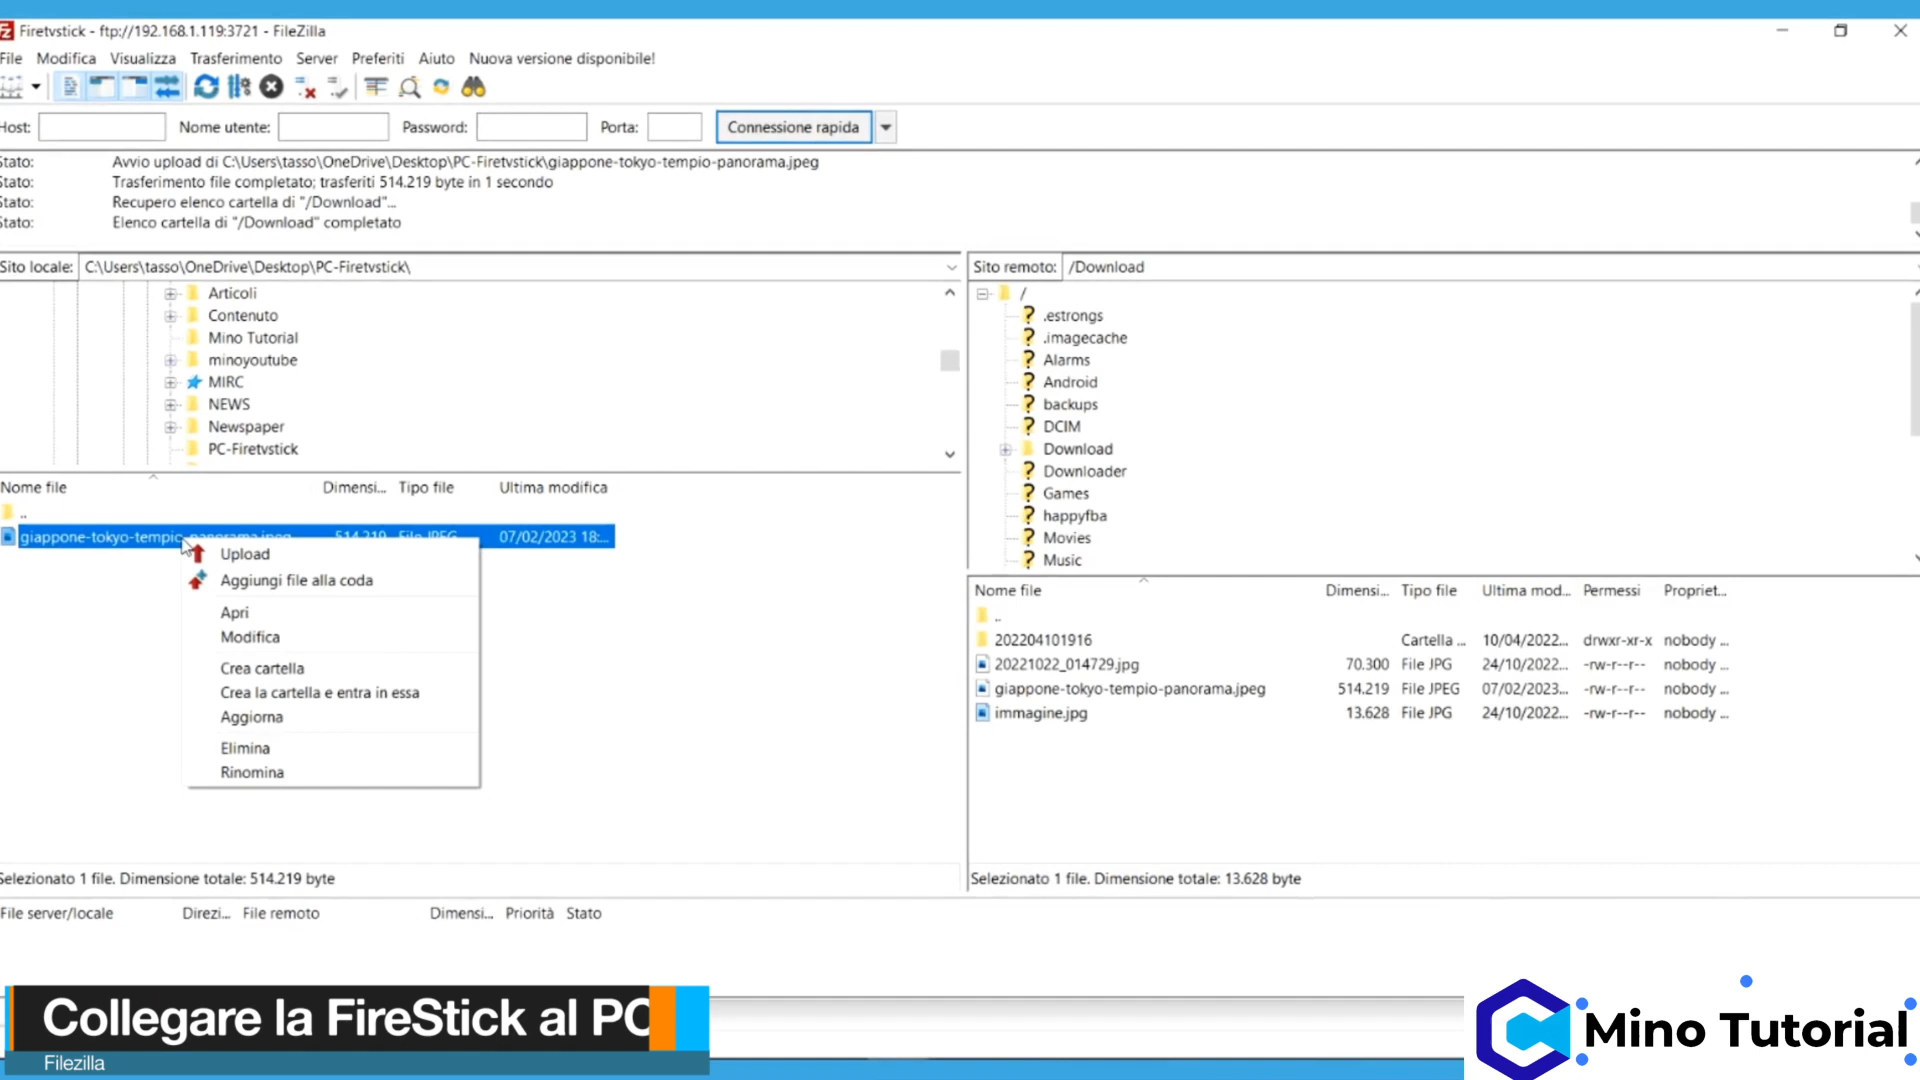 Firetvstick - ftp://192.168.1.119:3721 - FileZilla
File Modifica Visualizza Trasferimento Server Preferiti Aiuto Nuova versione disponibile!
Host: Nome utente: Password: Porta: Connessione rapida
Stato: Avvio upload di C:\Users\tasso\OneDrive\Desktop\PC-Firetvstick\giappone-tokyo-tempio-panorama.jpeg
Stato: Trasferimento file completato; trasferiti 514.219 byte in 1 secondo
Stato: Recupero elenco cartella di "/Download"...
Stato: Elenco cartella di "/Download" completato
Sito locale: C:\Users\tasso\OneDrive\Desktop\PC-Firetvstick\
Articoli
Contenuto
Mino Tutorial
minoyoutube
MIRC
NEWS
Newspaper
PC-Firetvstick
Nome file Dimensi... Tipo file Ultima modifica
..
giappone-tokyo-tempio-panorama.jpeg 514.219 File JPEG 07/02/2023 18:...
Upload
Aggiungi file alla coda
Apri
Modifica
Crea cartella
Crea la cartella e entra in essa
Aggiorna
Elimina
Rinomina
Selezionato 1 file. Dimensione totale: 514.219 byte
Sito remoto: /Download
/
.estrongs
.imagecache
Alarms
Android
backups
DCIM
Download
Downloader
Games
happyfba
Movies
Music
Nome file Dimensi... Tipo file Ultima mod... Permessi Propriet...
..
202204101916 Cartella ... 10/04/2022... drwxr-xr-x nobody ...
20221022_014729.jpg 70.300 File JPG 24/10/2022... -rw-r--r-- nobody ...
giappone-tokyo-tempio-panorama.jpeg 514.219 File JPEG 07/02/2023... -rw-r--r-- nobody ...
immagine.jpg 13.628 File JPG 24/10/2022... -rw-r--r-- nobody ...
Selezionato 1 file. Dimensione totale: 13.628 byte
File server/locale Direzi... File remoto Dimensi... Priorità Stato
Collegare la FireStick al PC
Filezilla
Mino Tutorial